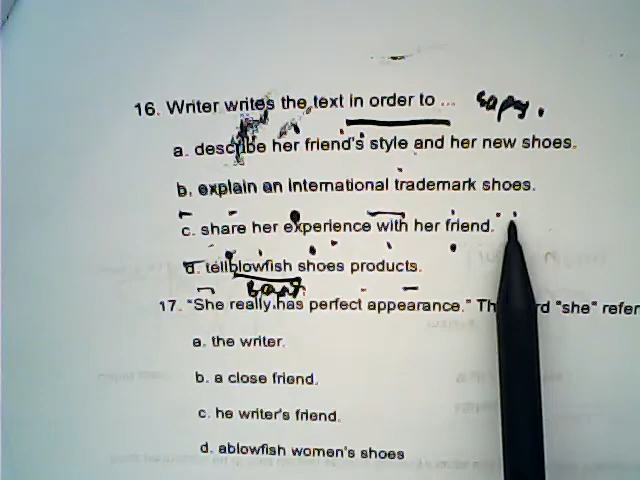 16. Writer writes the text in order to ...
a. describe her friend's style and her new shoes.
b. explain an international trademark shoes.
c. share her experience with her friend.
d. tellblowfish shoes products.
17. "She really has perfect appearance." Th rd "she" refer
a. the writer.
b. a close friend.
c. he writer's friend.
d. ablowfish women's shoes